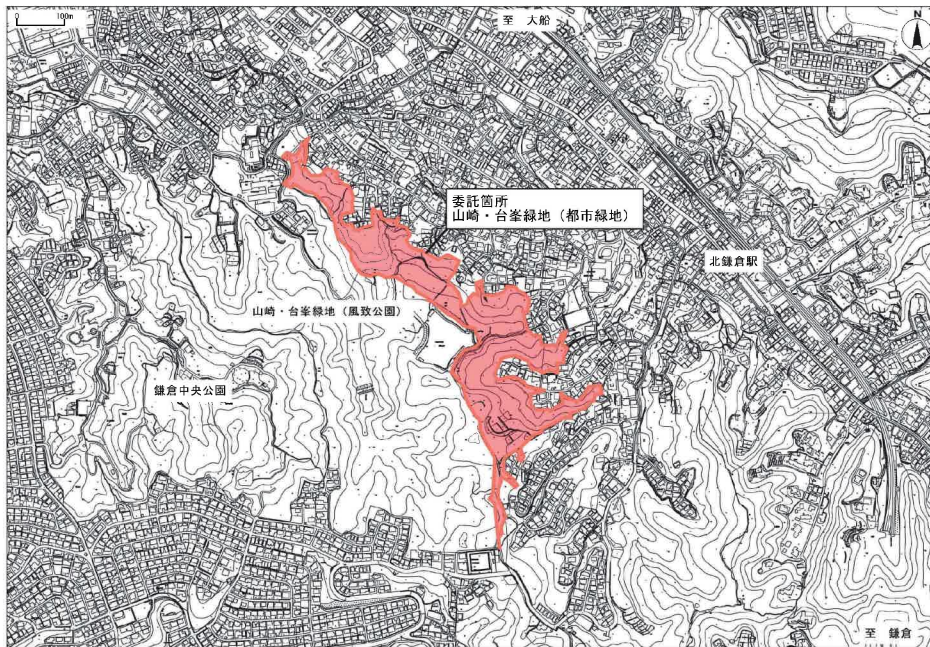 0 100m
至 大船
N
委託箇所
山崎・台峯緑地(都市緑地)
北鎌倉駅
山崎・台峯緑地(風致公園)
鎌倉中央公園
至 鎌倉